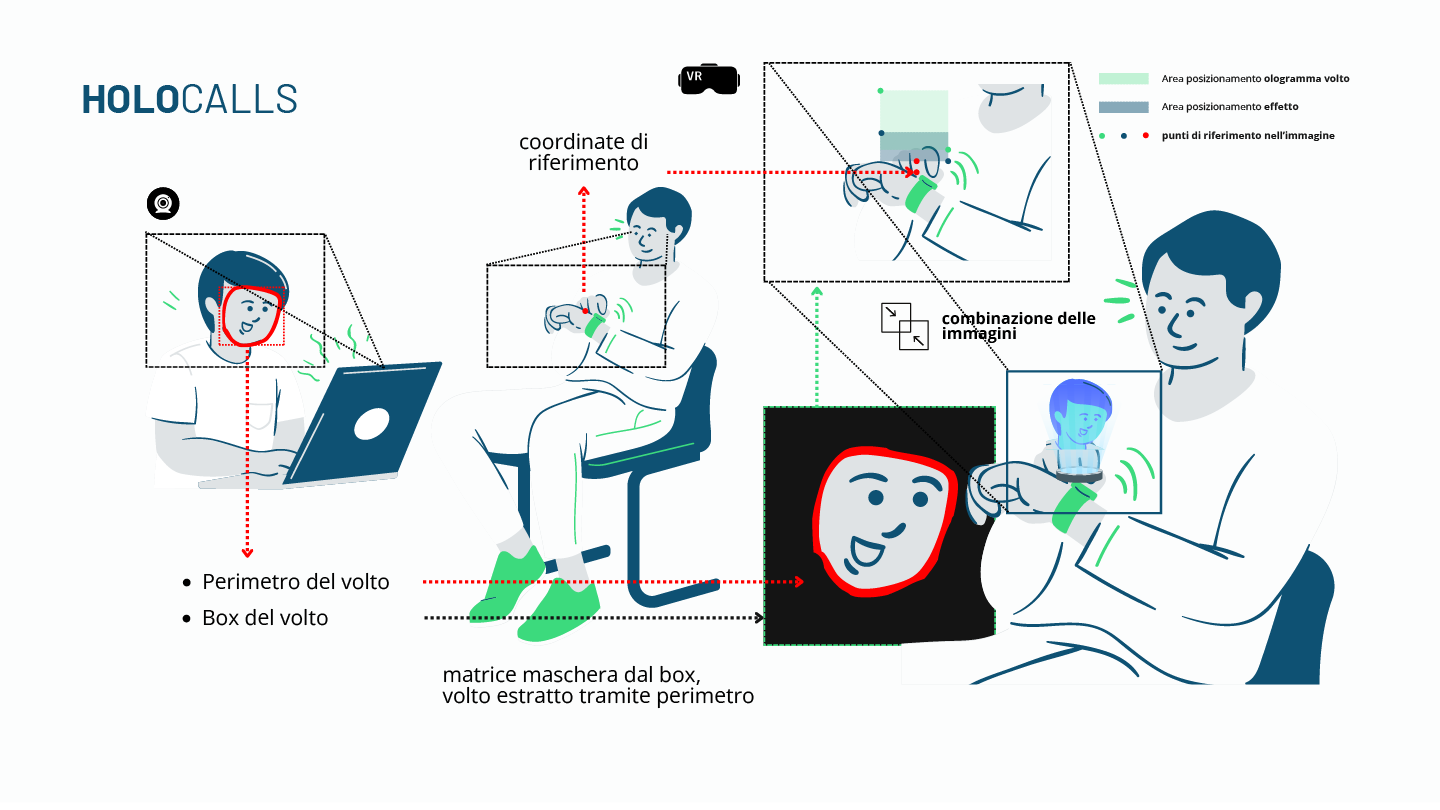 HOLOCALLS
VR
Area posizionamento ologramma volto
Area posizionamento effetto
punti di riferimento nell'immagine
coordinate di
riferimento
combinazione delle
immagini
• Perimetro del volto
• Box del volto
matrice maschera dal box,
volto estratto tramite perimetro